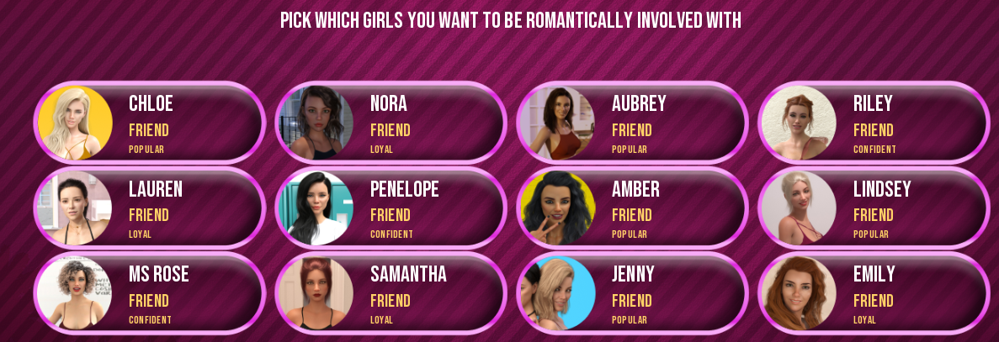 PICK WHICH GIRLS YOU WANT TO BE ROMANTICALLY INVOLVED WITH
CHLOE
FRIEND
POPULAR
NORA
FRIEND
LOYAL
AUBREY
FRIEND
POPULAR
RILEY
FRIEND
CONFIDENT
LAUREN
FRIEND
LOYAL
PENELOPE
FRIEND
CONFIDENT
AMBER
FRIEND
POPULAR
LINDSEY
FRIEND
POPULAR
MS ROSE
FRIEND
CONFIDENT
SAMANTHA
FRIEND
LOYAL
JENNY
FRIEND
POPULAR
EMILY
FRIEND
LOYAL